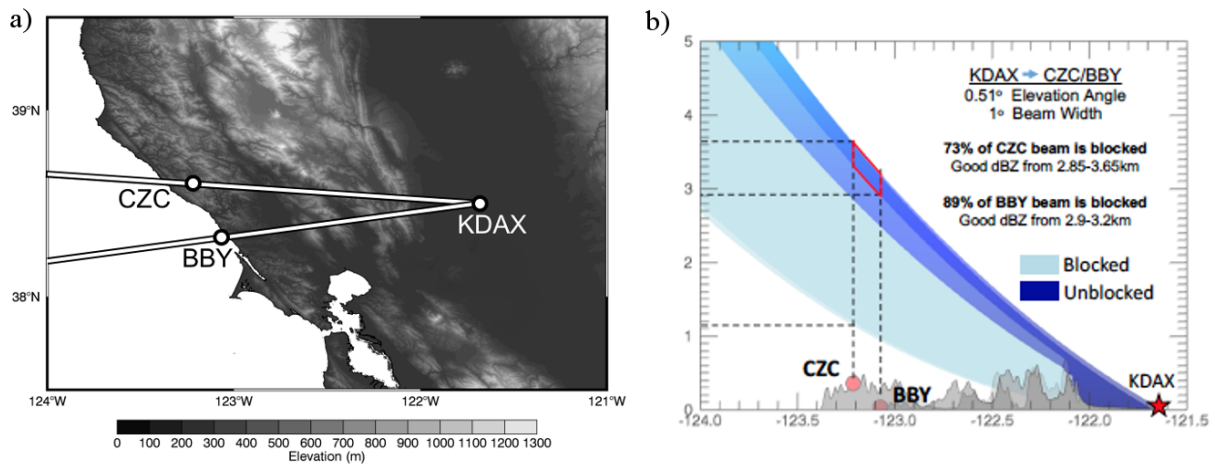 a)
39°N
38°N
124°W
123°W
122°W
121°W
CZC
BBY
KDAX
0 100 200 300 400 500 600 700 800 900 1000 1100 1200 1300
Elevation (m)
b)
5
4
3
2
1
0
KDAX CZC/BBY
0.51° Elevation Angle
1° Beam Width
73% of CZC beam is blocked
Good dBZ from 2.85-3.65km
89% of BBY beam is blocked
Good dBZ from 2.9-3.2km
Blocked
Unblocked
CZC
BBY
KDAX
-124.0 -123.5 -123.0 -122.5 -122.0 -121.5